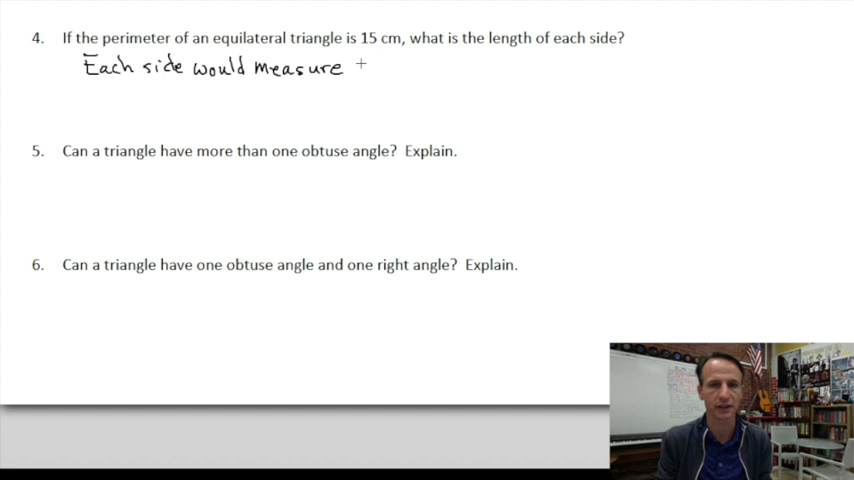 4. If the perimeter of an equilateral triangle is 15 cm, what is the length of each side?
Each side would measure
5. Can a triangle have more than one obtuse angle? Explain.
6. Can a triangle have one obtuse angle and one right angle? Explain.